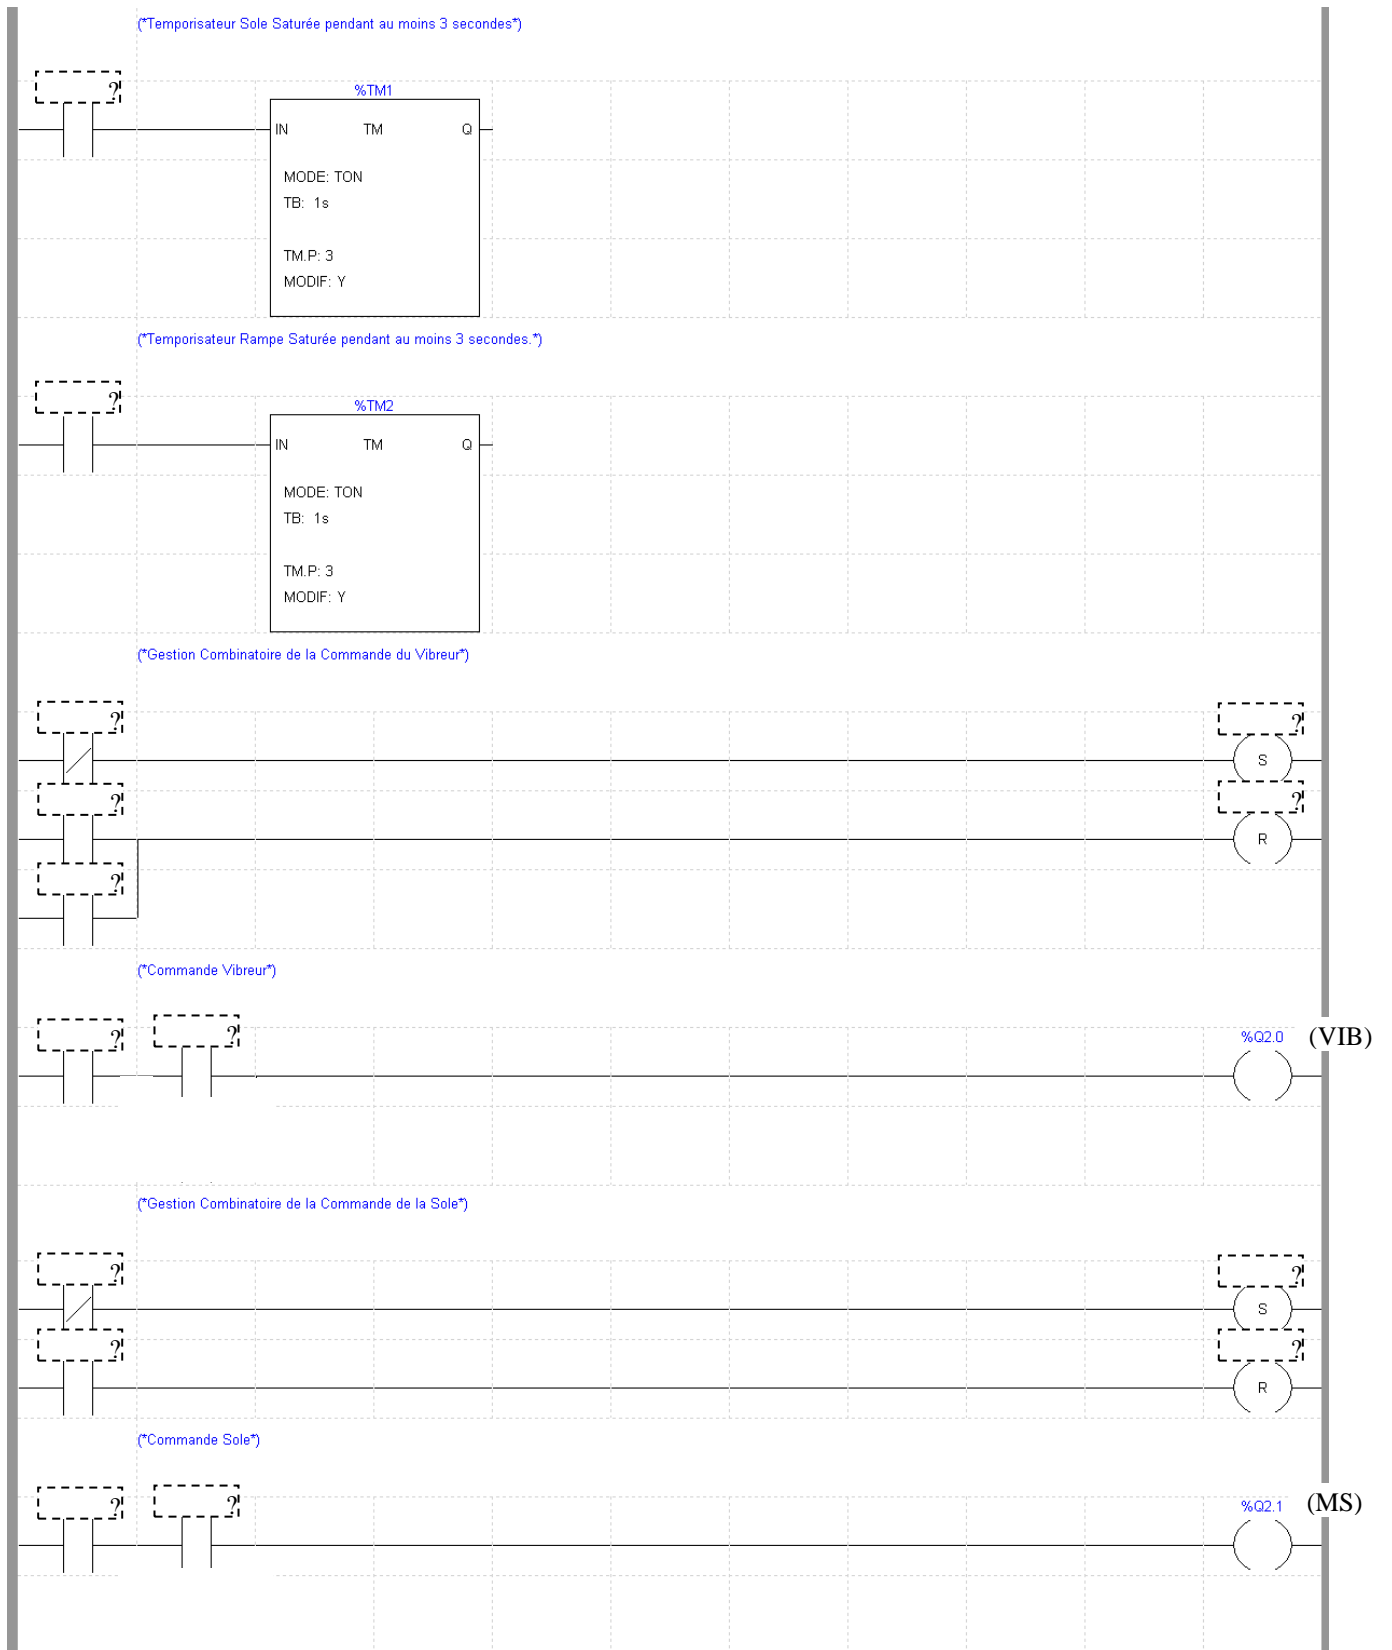 (*Temporisateur Sole Saturée pendant au moins 3 secondes*)
?
%TM1
IN TM Q
MODE: TON
TB: 1s
TM.P: 3
MODIF: Y
(*Temporisateur Rampe Saturée pendant au moins 3 secondes.*)
?
%TM2
IN TM Q
MODE: TON
TB: 1s
TM.P: 3
MODIF: Y
(*Gestion Combinatoire de la Commande du Vibreur*)
? ?
S
? ?
R
?
(*Commande Vibreur*)
? ? %Q2.0 (VIB)
(*Gestion Combinatoire de la Commande de la Sole*)
? ?
S
? ?
R
(*Commande Sole*)
? ? %Q2.1 (MS)